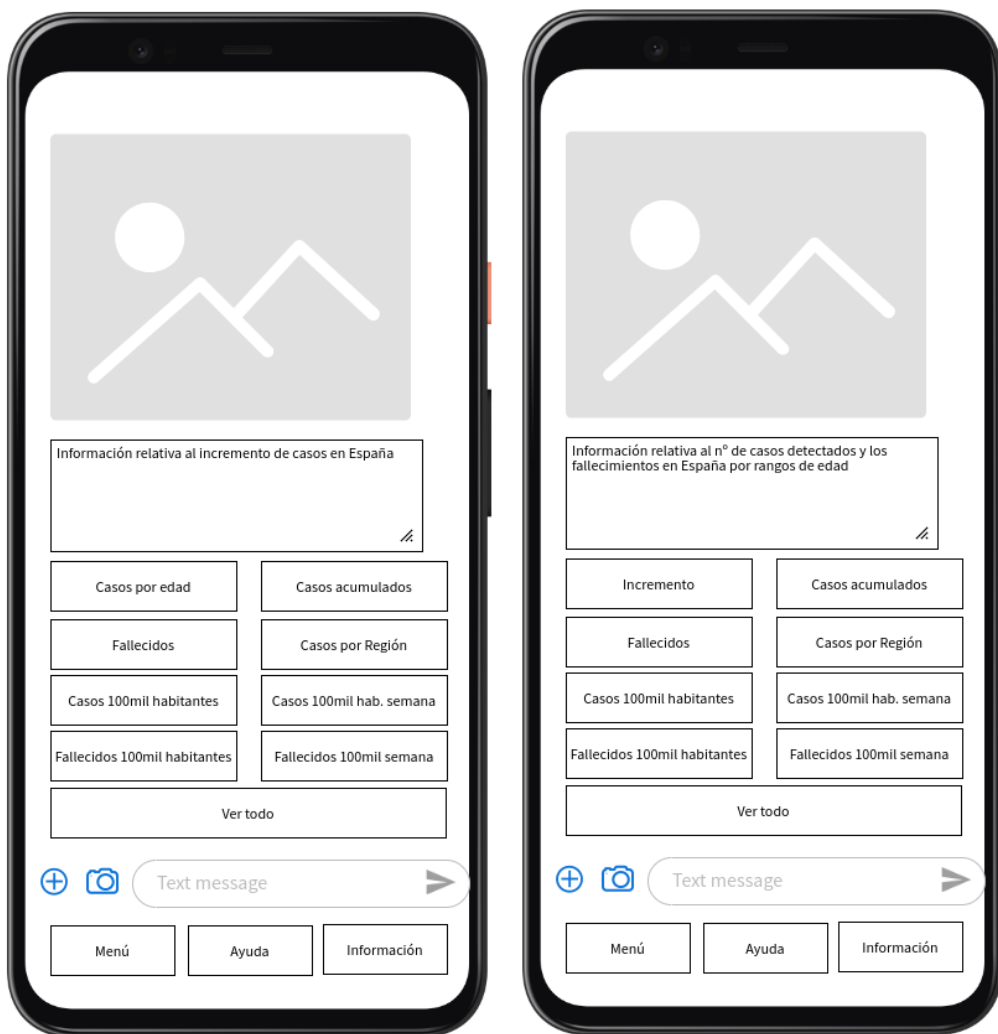 Información relativa al incremento de casos en España
Casos por edad
Casos acumulados
Fallecidos
Casos por Región
Casos 100mil habitantes
Casos 100mil hab. semana
Fallecidos 100mil habitantes
Fallecidos 100mil semana
Ver todo
Text message
Menú
Ayuda
Información
Información relativa al nº de casos detectados y los
fallecimientos en España por rangos de edad
Incremento
Casos acumulados
Fallecidos
Casos por Región
Casos 100mil habitantes
Casos 100mil hab. semana
Fallecidos 100mil habitantes
Fallecidos 100mil semana
Ver todo
Text message
Menú
Ayuda
Información